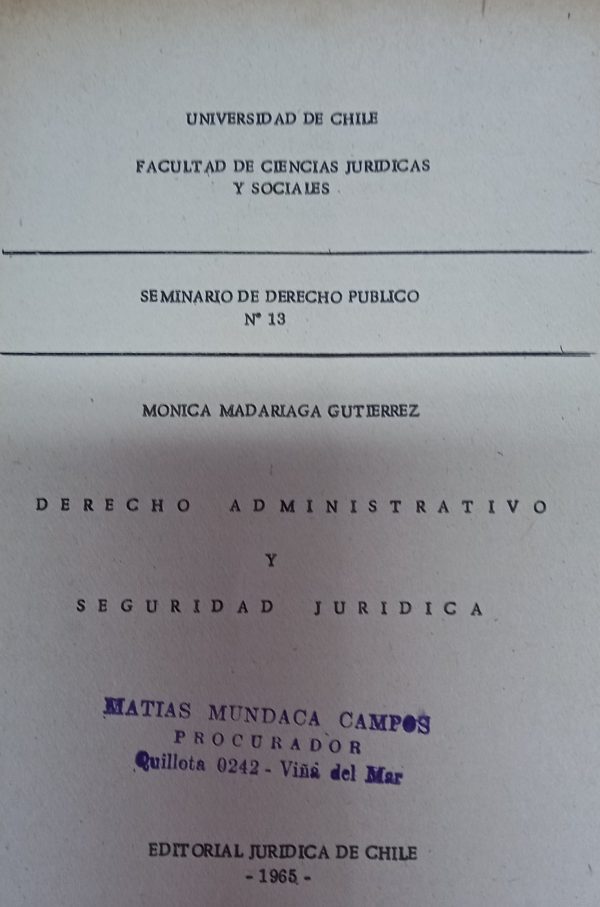 UNIVERSIDAD DE CHILE
FACULTAD DE CIENCIAS JURIDICAS
Y SOCIALES
SEMINARIO DE DERECHO PUBLICO
N° 13
MONICA MADARIAGA GUTIERREZ
DERECHO ADMINISTRATIVO
Y
SEGURIDAD JURIDICA
MATIAS MUNDACA CAMPOS
PROCURADOR
Quillota 0242 - Viña del Mar
EDITORIAL JURIDICA DE CHILE
- 1965 -